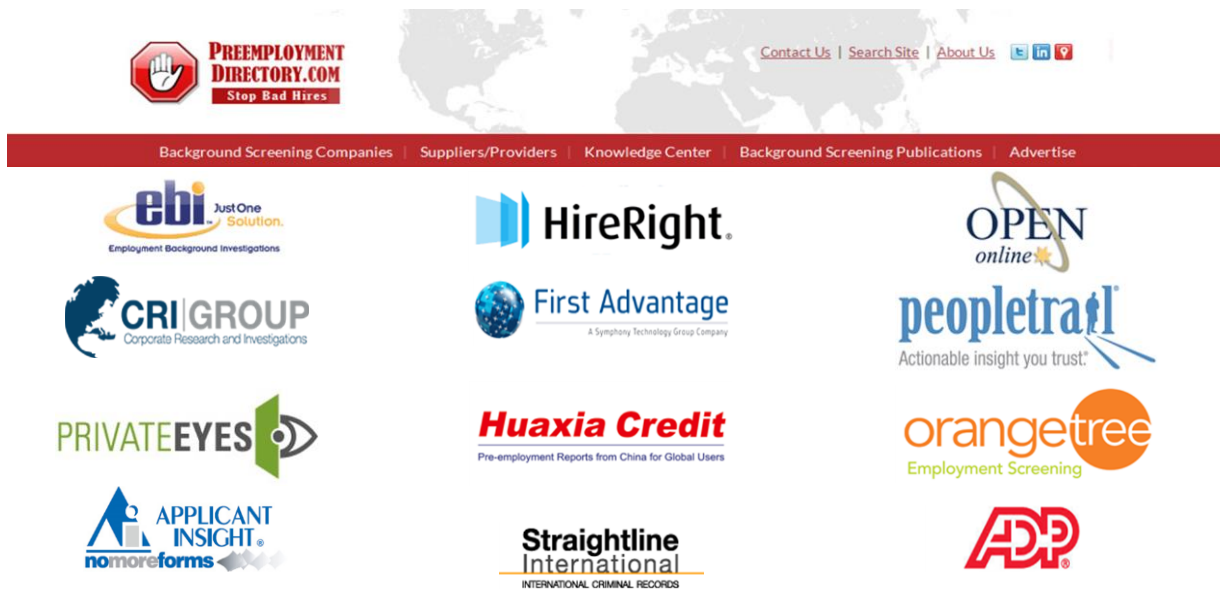 PREEMPLOYMENT
DIRECTORY.COM
Stop Bad Hires
Contact Us | Search Site | About Us
Background Screening Companies | Suppliers/Providers | Knowledge Center | Background Screening Publications | Advertise
ebi™ Just One
Solution.
Employment Background Investigations
HireRight®
OPEN
online
CRI|GROUP
Corporate Research and Investigations
First Advantage
A Symphony Technology Group Company
peopletrail®
Actionable insight you trust.®
PRIVATEEYES
Huaxia Credit
Pre-employment Reports from China for Global Users
orangetree
Employment Screening
APPLICANT
INSIGHT®
nomoreforms
Straightline
International
INTERNATIONAL CRIMINAL RECORDS
ADP®